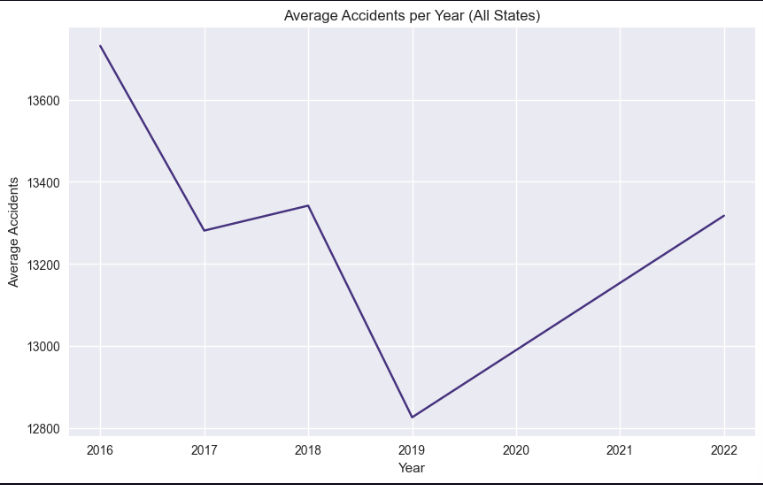 Average Accidents per Year (All States)
Average Accidents
13600
13400
13200
13000
12800
2016 2017 2018 2019 2020 2021 2022
Year